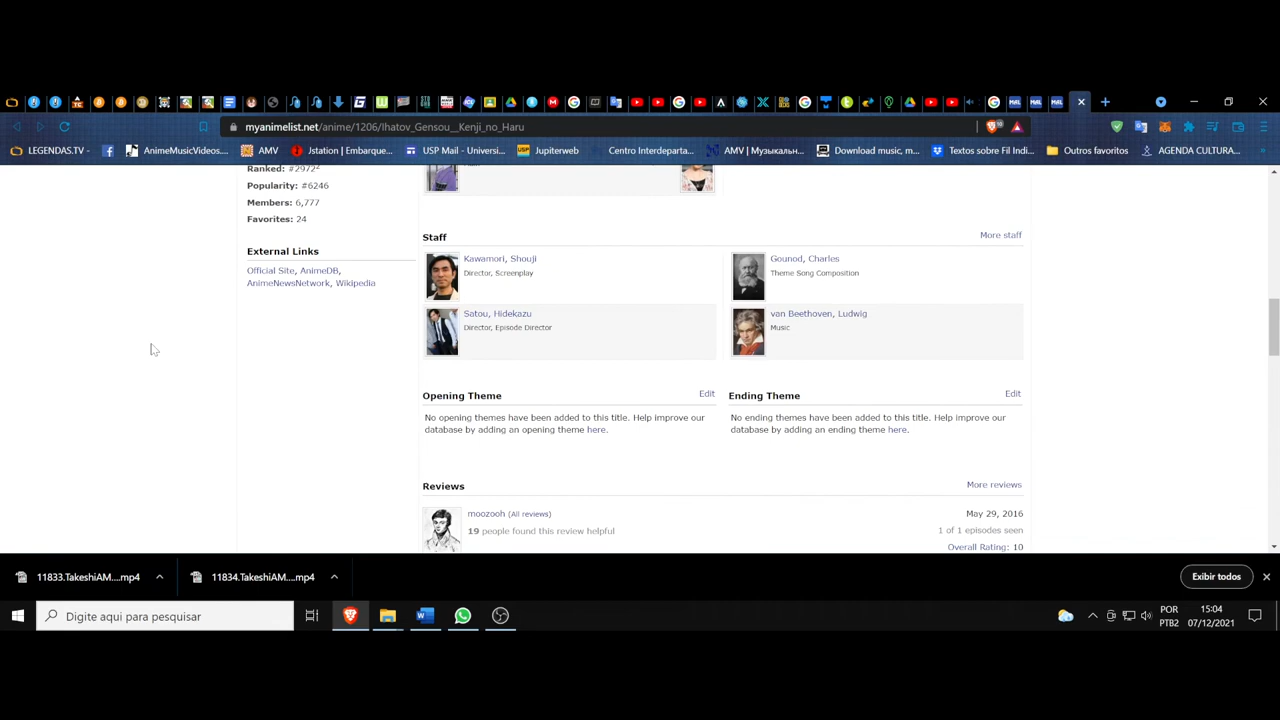 myanimelist.net/anime/1206/Ihatov_Gensou__Kenji_no_Haru
10
LEGENDAS.TV
AnimeMusicVideos...
AMV
Jstation | Embarque...
USP Mail - Universi...
Jupiterweb
Centro Interdeparta...
AMV | Музыкальн...
Download music, m...
Textos sobre Fil Indi...
Outros favoritos
AGENDA CULTURA...
Ranked: #2972²
Popularity: #6246
Members: 6,777
Favorites: 24
External Links
Official Site, AnimeDB,
AnimeNewsNetwork, Wikipedia
Staff
More staff
Kawamori, Shouji
Director, Screenplay
Gounod, Charles
Theme Song Composition
Satou, Hidekazu
Director, Episode Director
van Beethoven, Ludwig
Music
Opening Theme
Edit
No opening themes have been added to this title. Help improve our
database by adding an opening theme here.
Ending Theme
Edit
No ending themes have been added to this title. Help improve our
database by adding an ending theme here.
Reviews
More reviews
moozooh (All reviews)
May 29, 2016
19 people found this review helpful
1 of 1 episodes seen
Overall Rating: 10
11833.TakeshiAM....mp4
11834.TakeshiAM....mp4
Exibir todos
Digite aqui para pesquisar
POR
PTB2
15:04
07/12/2021